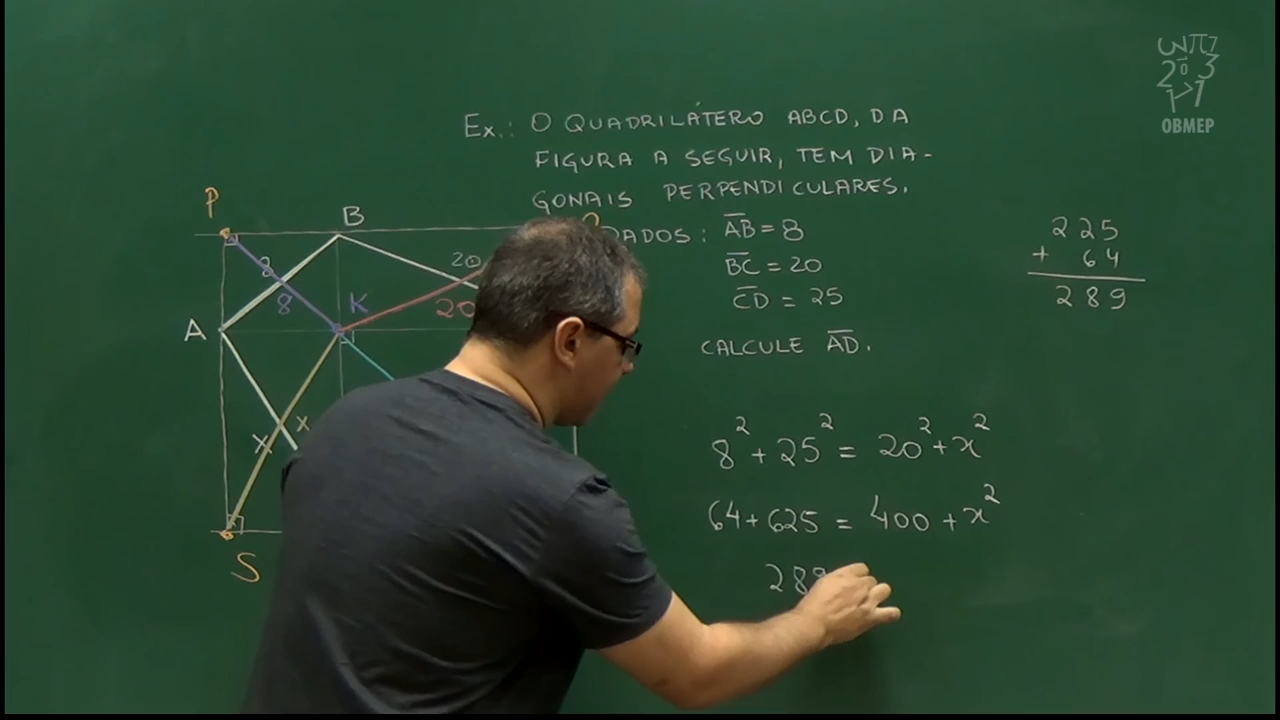 OBMEP
Ex.: O QUADRILÁTERO ABCD, DA
FIGURA A SEGUIR, TEM DIA-
GONAIS PERPENDICULARES.
DADOS: AB = 8
BC = 20
CD = 25
CALCULE AD.
225
+ 64
289
8² + 25² = 20² + x²
64 + 625 = 400 + x²
289
P
B
8
20
8
K
20
A
x
x
S